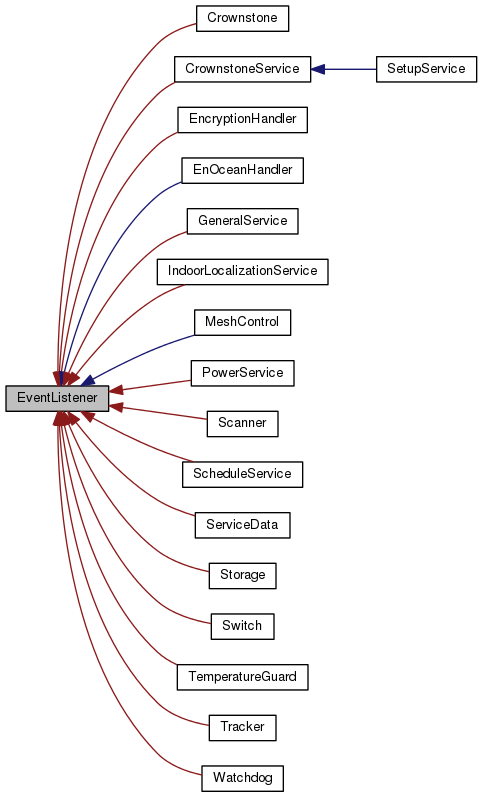 Crownstone
CrownstoneService
SetupService
EncryptionHandler
EnOceanHandler
GeneralService
IndoorLocalizationService
MeshControl
PowerService
EventListener
Scanner
ScheduleService
ServiceData
Storage
Switch
TemperatureGuard
Tracker
Watchdog